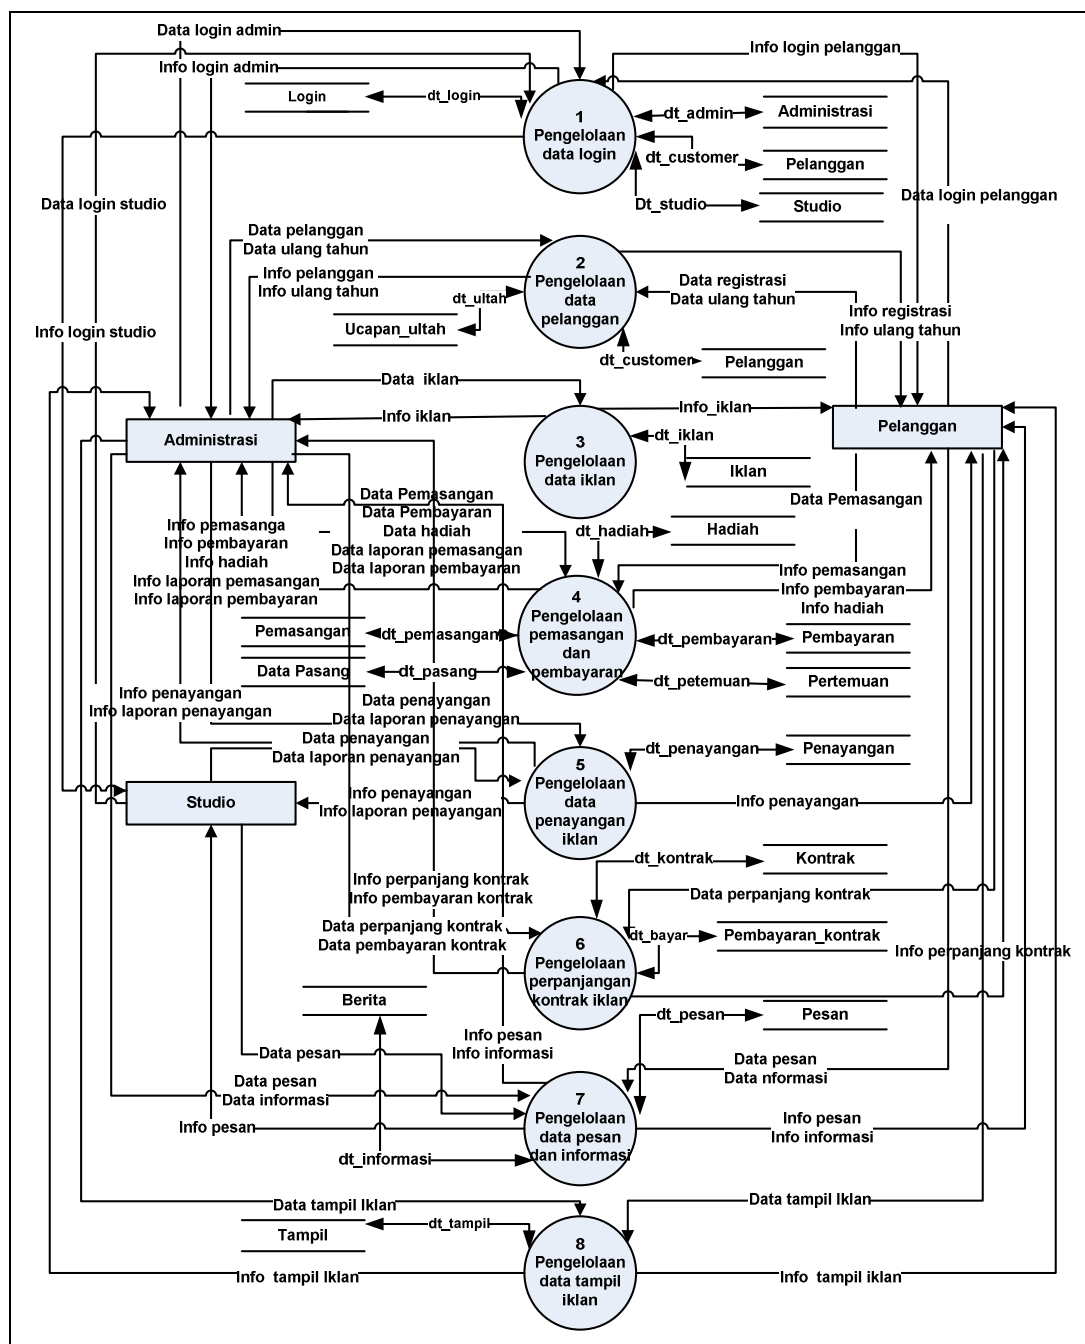 Data login admin
Info login pelanggan
Info login admin
Login
dt_login
1
Pengelolaan
data login
dt_admin
Administrasi
dt_customer
Pelanggan
Data login pelanggan
Dt_studio
Studio
Data login studio
Data pelanggan
Data ulang tahun
Info pelanggan
Info ulang tahun
2
Pengelolaan
data
pelanggan
Data registrasi
Data ulang tahun
dt_ultah
Ucapan_ultah
Info registrasi
Info ulang tahun
Info login studio
dt_customer
Pelanggan
Data iklan
Info iklan
Info_iklan
Administrasi
3
Pengelolaan
data iklan
dt_iklan
Iklan
Pelanggan
Data Pemasangan
Data Pembayaran
Data hadiah
Data laporan pemasangan
Data laporan pembayaran
Data Pemasangan
Info pemasanga
Info pembayaran
Info hadiah
Info laporan pemasangan
Info laporan pembayaran
dt_hadiah
Hadiah
4
Pengelolaan
pemasangan
dan
pembayaran
Info pemasangan
Info pembayaran
Info hadiah
Pemasangan
dt_pemasangan
dt_pembayaran
Pembayaran
Data Pasang
dt_pasang
dt_petemuan
Pertemuan
Info penayangan
Info laporan penayangan
Data penayangan
Data laporan penayangan
Data penayangan
Data laporan penayangan
5
Pengelolaan
data
penayangan
iklan
dt_penayangan
Penayangan
Studio
Info penayangan
Info laporan penayangan
Info penayangan
dt_kontrak
Kontrak
Info perpanjang kontrak
Info pembayaran kontrak
Data perpanjang kontrak
Data perpanjang kontrak
Data pembayaran kontrak
6
Pengelolaan
perpanjangan
kontrak iklan
dt_bayar
Pembayaran_kontrak
Info perpanjang kontrak
Berita
dt_pesan
Pesan
Info pesan
Info informasi
Data pesan
Data pesan
Data nformasi
Data pesan
Data informasi
7
Pengelolaan
data pesan
dan informasi
Info pesan
Info pesan
Info informasi
dt_informasi
Data tampil Iklan
Data tampil Iklan
Tampil
dt_tampil
8
Pengelolaan
data tampil
iklan
Info tampil Iklan
Info tampil iklan